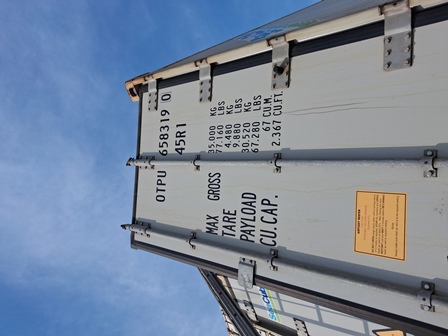 OTPU 658319 0
45R1
MAX GROSS 35.000 KG
77.160 LBS
TARE 4.480 KG
9.880 LBS
PAYLOAD 30.520 KG
67.280 LBS
CU.CAP. 67 CU.M.
2.367 CU.FT.